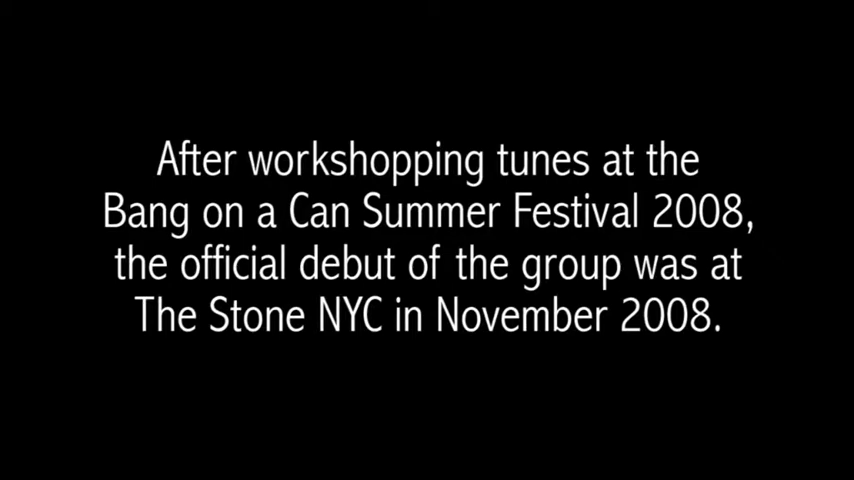 After workshopping tunes at the
Bang on a Can Summer Festival 2008,
the official debut of the group was at
The Stone NYC in November 2008.